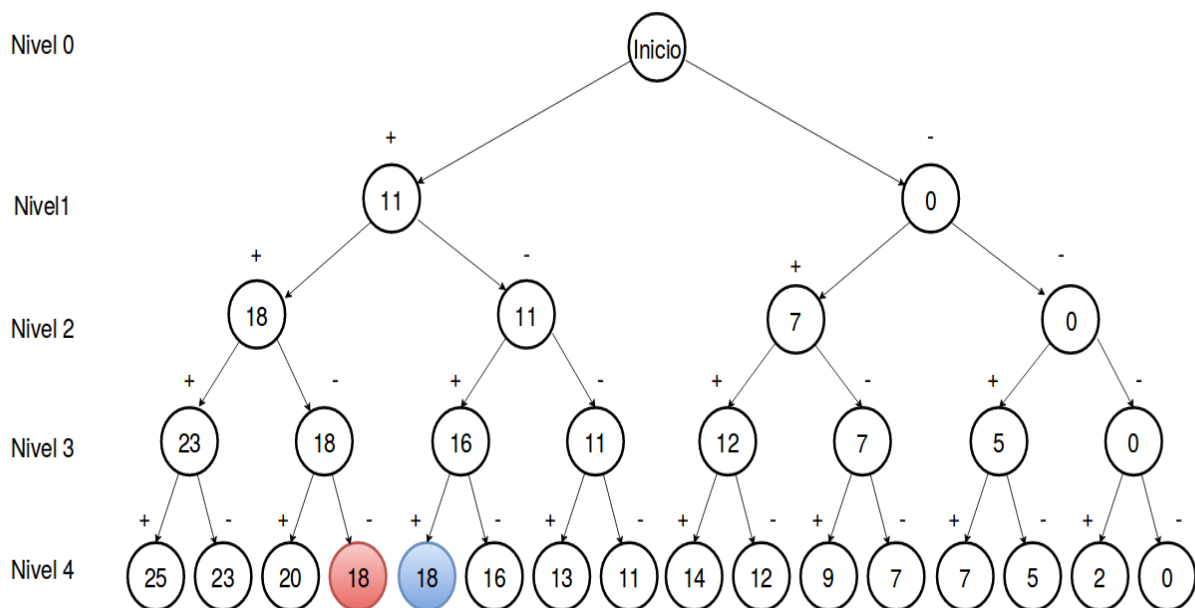 Nivel 0
Inicio
+ -
Nivel1
11 0
+ - + -
Nivel 2
18 11 7 0
+ - + - + - + -
Nivel 3
23 18 16 11 12 7 5 0
+ - + - + - + - + - + - + - + -
Nivel 4
25 23 20 18 18 16 13 11 14 12 9 7 7 5 2 0